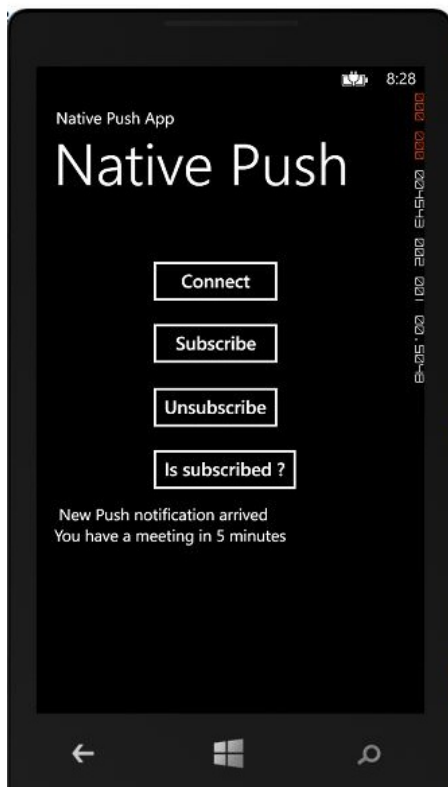 8:28
Native Push App
Native Push
Connect
Subscribe
Unsubscribe
Is subscribed ?
New Push notification arrived
You have a meeting in 5 minutes